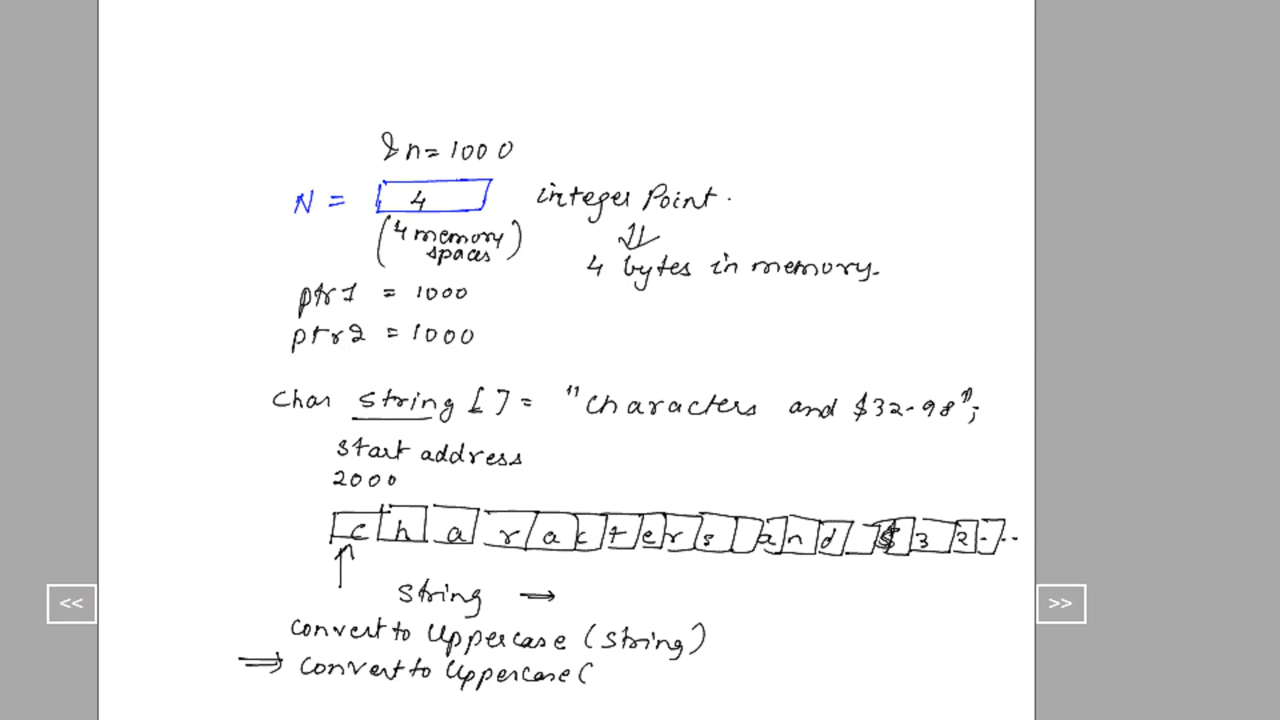 &n = 1000
N = 4 integer Point.
(4 memory spaces) ⇓
4 bytes in memory.
ptr1 = 1000
ptr2 = 1000
char string [] = "characters and $32.98";
start address
2000
c h a r a c t e r s a n d $ 3 2 . . .
↑
string →
convert to Uppercase (string)
⇒ convert to Uppercase (
<< >>